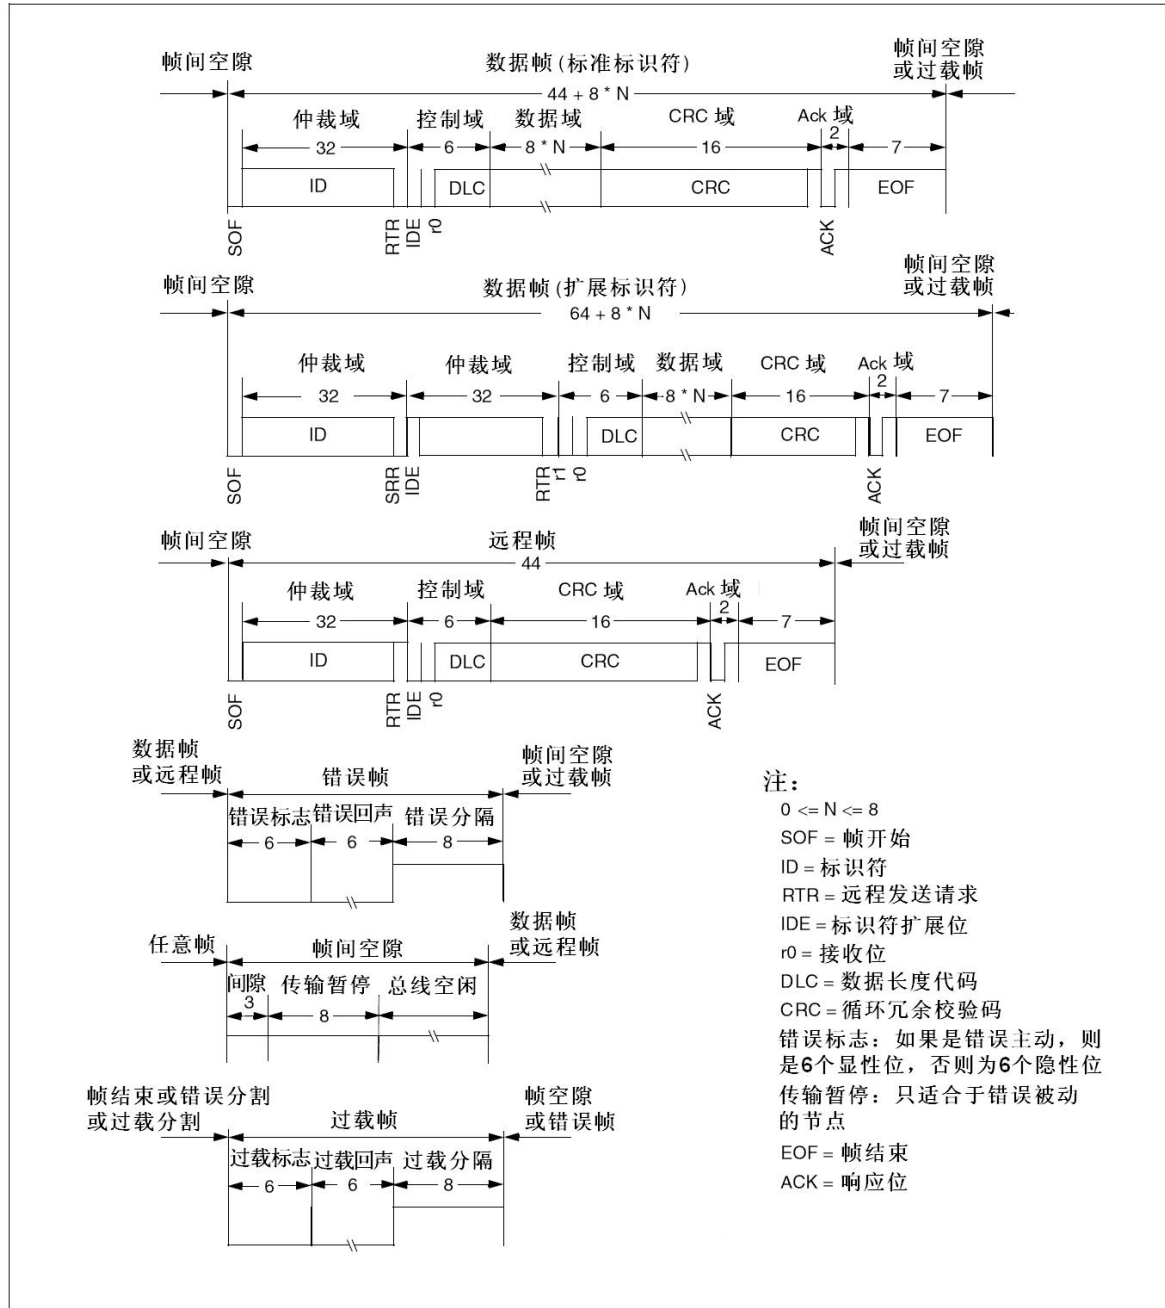 帧间空隙 数据帧(标准标识符) 帧间空隙
或过载帧
44 + 8 * N
仲裁域 控制域 数据域 CRC 域 Ack 域
32 6 8 * N 16 2 7
ID DLC CRC EOF
SOF RTR IDE r0 ACK
帧间空隙 数据帧(扩展标识符) 帧间空隙
或过载帧
64 + 8 * N
仲裁域 仲裁域 控制域 数据域 CRC 域 Ack 域
32 32 6 8 * N 16 2 7
ID DLC CRC EOF
SOF SRR IDE RTR r1 r0 ACK
帧间空隙 远程帧 帧间空隙
或过载帧
44
仲裁域 控制域 CRC 域 Ack 域
32 6 16 2 7
ID DLC CRC EOF
SOF RTR IDE r0 ACK
数据帧
或远程帧 错误帧 帧间空隙
或过载帧
错误标志 错误回声 错误分隔
6 6 8
任意帧 帧间空隙 数据帧
或远程帧
间隙 传输暂停 总线空闲
3 8
帧结束或错误分割
或过载分割 过载帧 帧空隙
或错误帧
过载标志 过载回声 过载分隔
6 6 8
注：
0 <= N <= 8
SOF = 帧开始
ID = 标识符
RTR = 远程发送请求
IDE = 标识符扩展位
r0 = 接收位
DLC = 数据长度代码
CRC = 循环冗余校验码
错误标志：如果是错误主动，则
是6个显性位，否则为6个隐性位
传输暂停：只适合于错误被动
的节点
EOF = 帧结束
ACK = 响应位